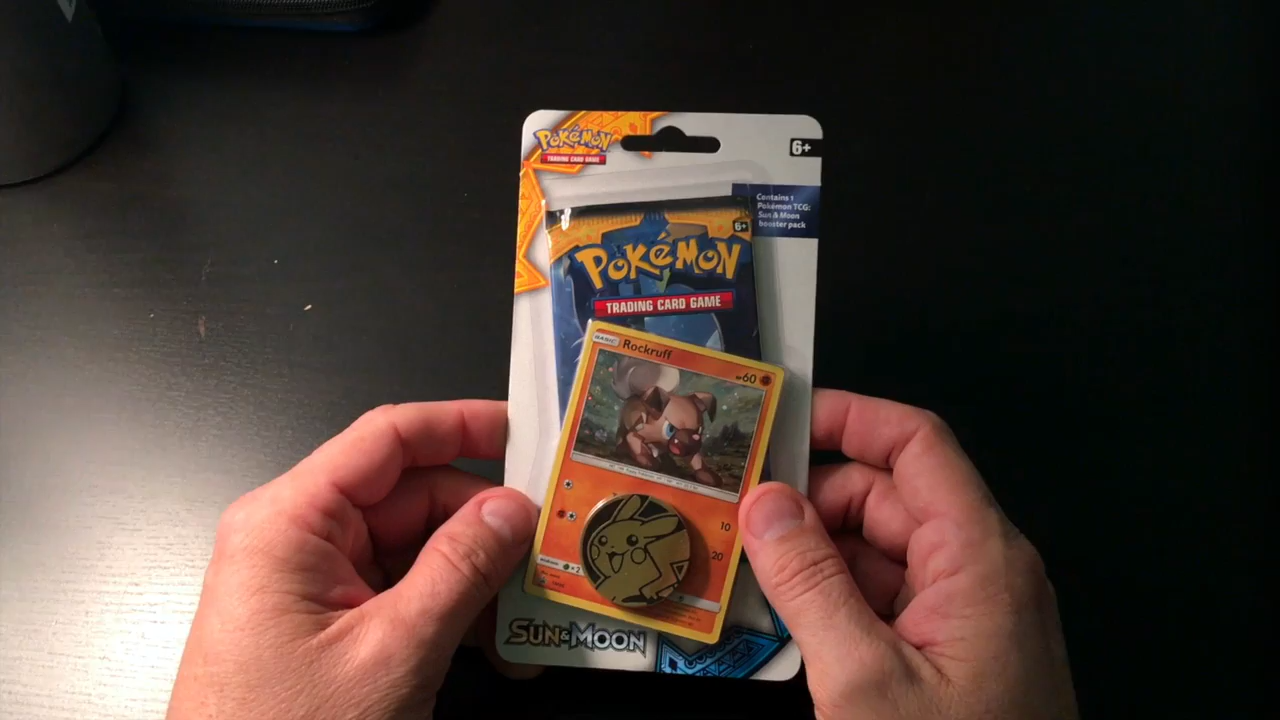 POKéMON
TRADING CARD GAME
6+
Contains 1
Pokémon TCG:
Sun & Moon
booster pack
6+
POKéMON
TRADING CARD GAME
BASIC
Rockruff
60
10
20
×2
SUN & MOON